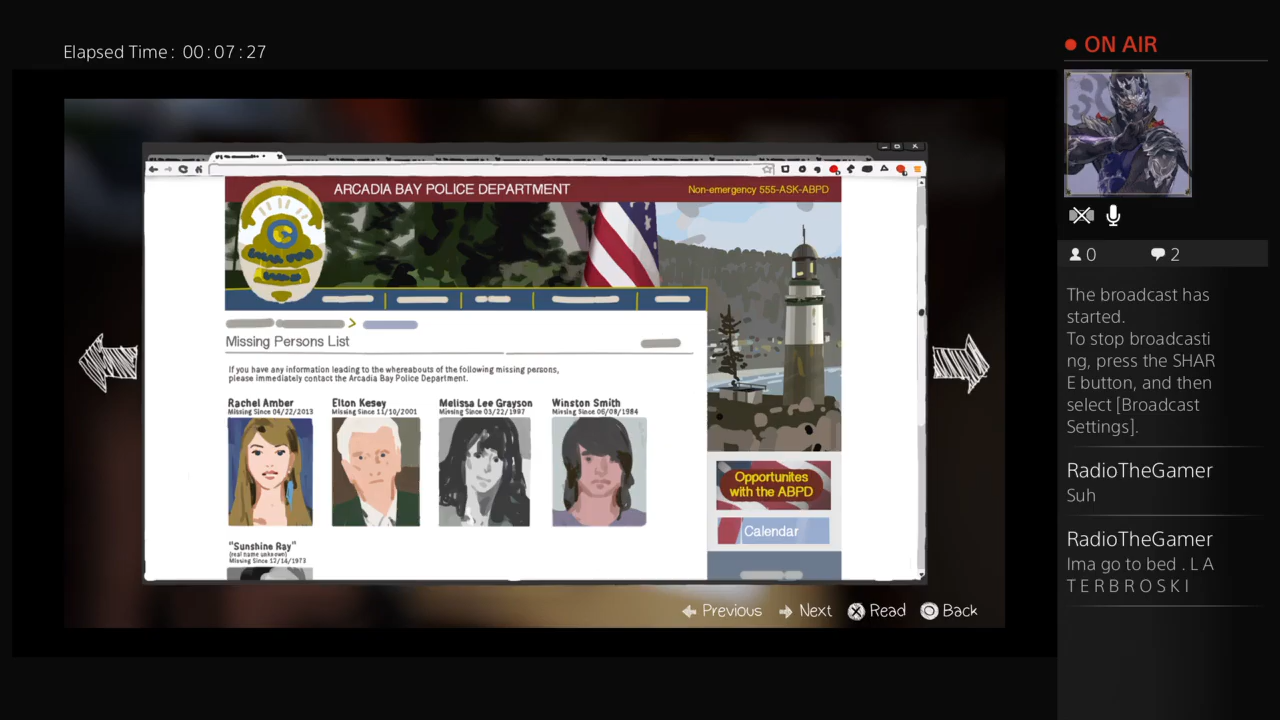 Elapsed Time: 00:07:27
ON AIR
0
2
The broadcast has
started.
To stop broadcasti
ng, press the SHAR
E button, and then
select [Broadcast
Settings].
RadioTheGamer
Suh
RadioTheGamer
Ima go to bed . L A
T E R B R O S K I
ARCADIA BAY POLICE DEPARTMENT
Non-emergency 555-ASK-ABPD
Missing Persons List
If you have any information leading to the whereabouts of the following missing persons,
please immediately contact the Arcadia Bay Police Department.
Rachel Amber
Missing Since 04/22/2013
Elton Kesey
Missing Since 11/10/2001
Melissa Lee Grayson
Missing Since 03/22/1997
Winston Smith
Missing Since 06/08/1984
"Sunshine Ray"
(real name unknown)
Missing Since 12/14/1973
Opportunites
with the ABPD
Calendar
Previous
Next
Read
Back